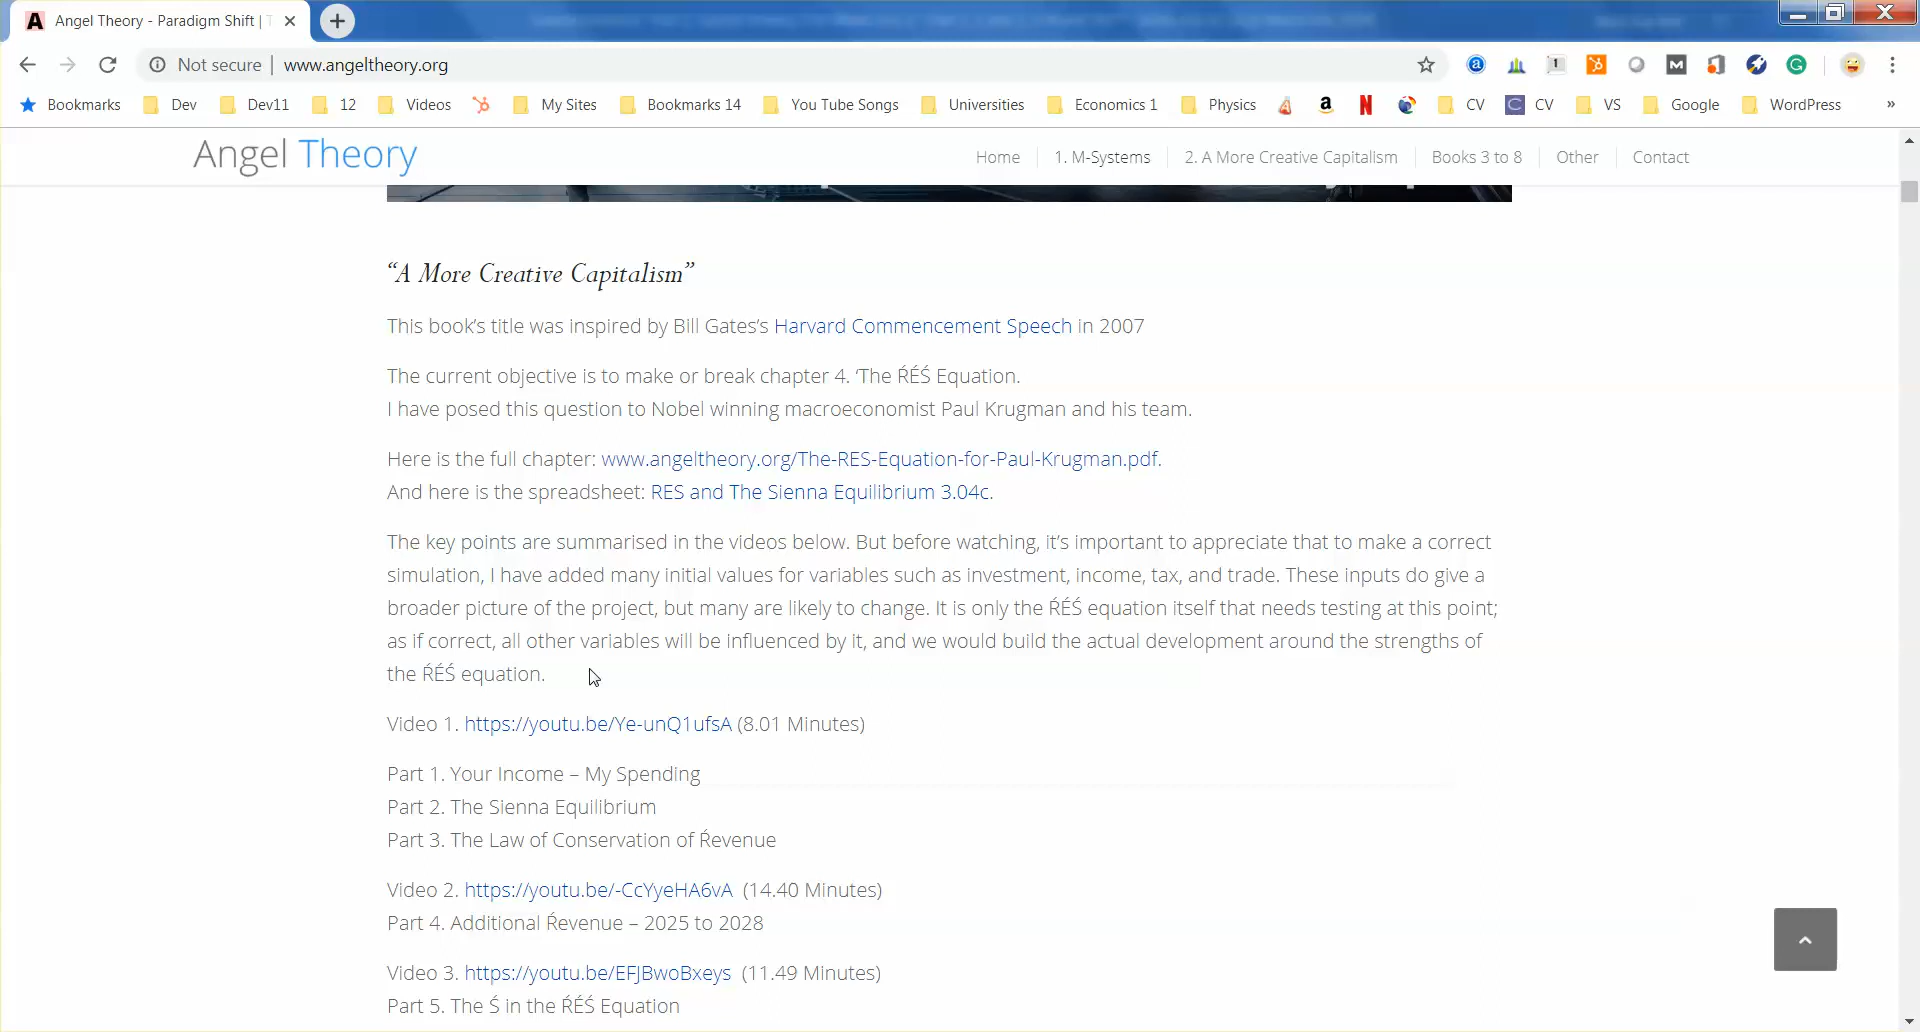 Angel Theory - Paradigm Shift | T
Not secure | www.angeltheory.org
Bookmarks Dev Dev11 12 Videos My Sites Bookmarks 14 You Tube Songs Universities Economics 1 Physics CV CV VS Google WordPress »
Angel Theory
Home 1. M-Systems 2. A More Creative Capitalism Books 3 to 8 Other Contact
“A More Creative Capitalism”
This book’s title was inspired by Bill Gates’s Harvard Commencement Speech in 2007
The current objective is to make or break chapter 4. ‘The ŔÉŚ Equation.
I have posed this question to Nobel winning macroeconomist Paul Krugman and his team.
Here is the full chapter: www.angeltheory.org/The-RES-Equation-for-Paul-Krugman.pdf.
And here is the spreadsheet: RES and The Sienna Equilibrium 3.04c.
The key points are summarised in the videos below. But before watching, it’s important to appreciate that to make a correct
simulation, I have added many initial values for variables such as investment, income, tax, and trade. These inputs do give a
broader picture of the project, but many are likely to change. It is only the ŔÉŚ equation itself that needs testing at this point;
as if correct, all other variables will be influenced by it, and we would build the actual development around the strengths of
the ŔÉŚ equation.
Video 1. https://youtu.be/Ye-unQ1ufsA (8.01 Minutes)
Part 1. Your Income – My Spending
Part 2. The Sienna Equilibrium
Part 3. The Law of Conservation of Ŕevenue
Video 2. https://youtu.be/-CcYyeHA6vA (14.40 Minutes)
Part 4. Additional Ŕevenue – 2025 to 2028
Video 3. https://youtu.be/EFJBwoBxeys (11.49 Minutes)
Part 5. The Ś in the ŔÉŚ Equation